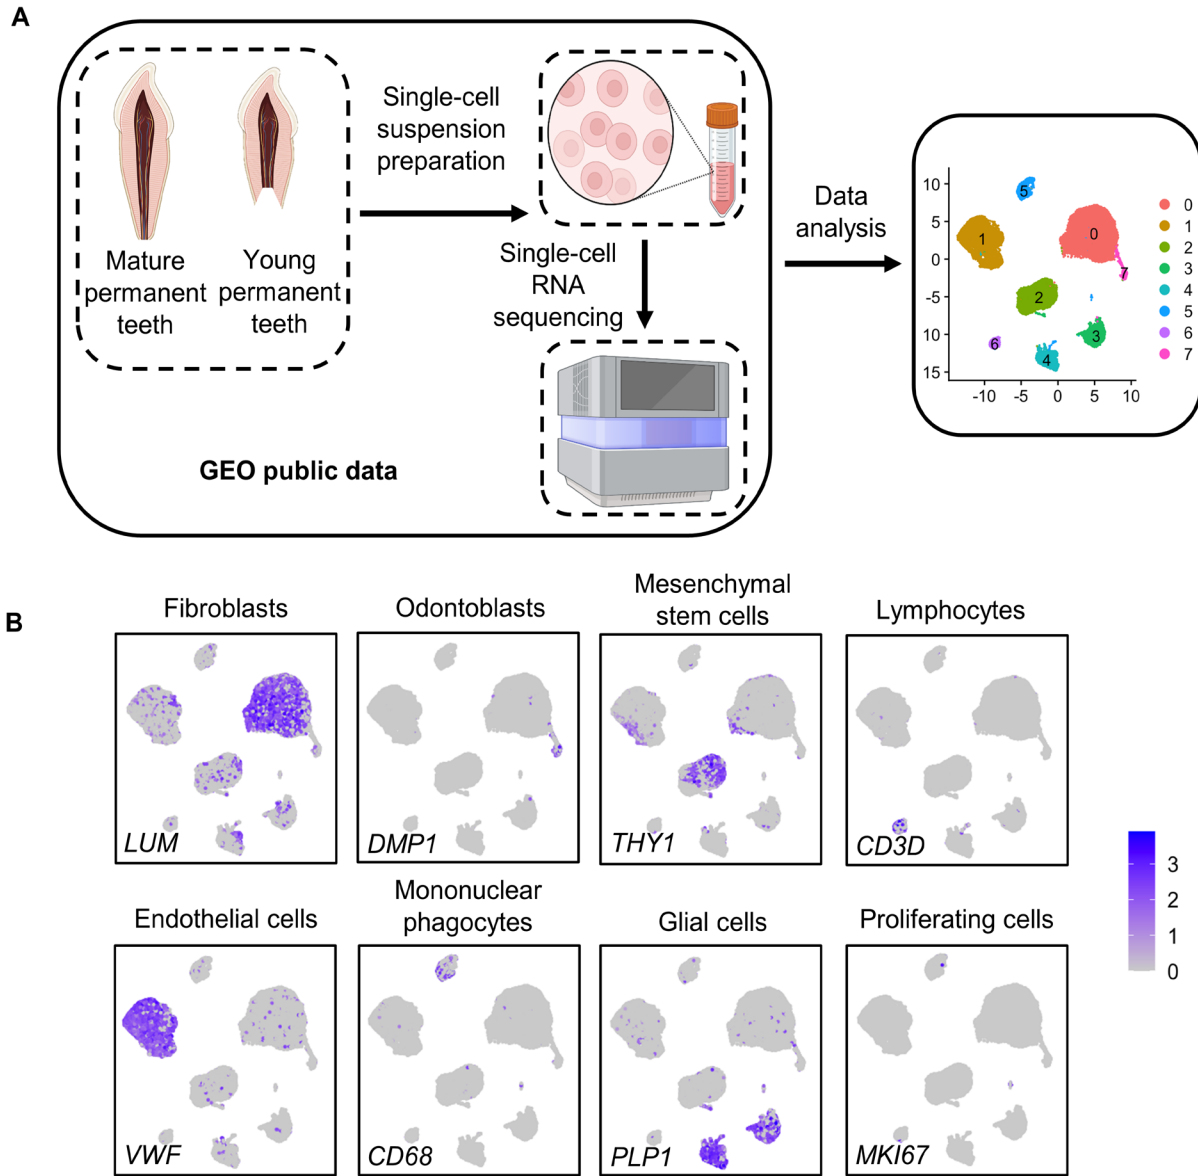 A
Single-cell
suspension
preparation
Mature
permanent
teeth
Young
permanent
teeth
Single-cell
RNA
sequencing
GEO public data
Data
analysis
10
5
0
-5
10
15
-10
-5
0
5
10
5
1
0
7
2
3
6
4
0
1
2
3
4
5
6
7
B
Fibroblasts
Odontoblasts
Mesenchymal
stem cells
Lymphocytes
LUM
DMP1
THY1
CD3D
Endothelial cells
Mononuclear
phagocytes
Glial cells
Proliferating cells
VWF
CD68
PLP1
MKI67
3
2
1
0